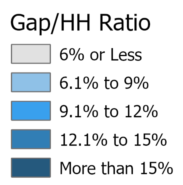 Gap/HH Ratio
6% or Less
6.1% to 9%
9.1% to 12%
12.1% to 15%
More than 15%